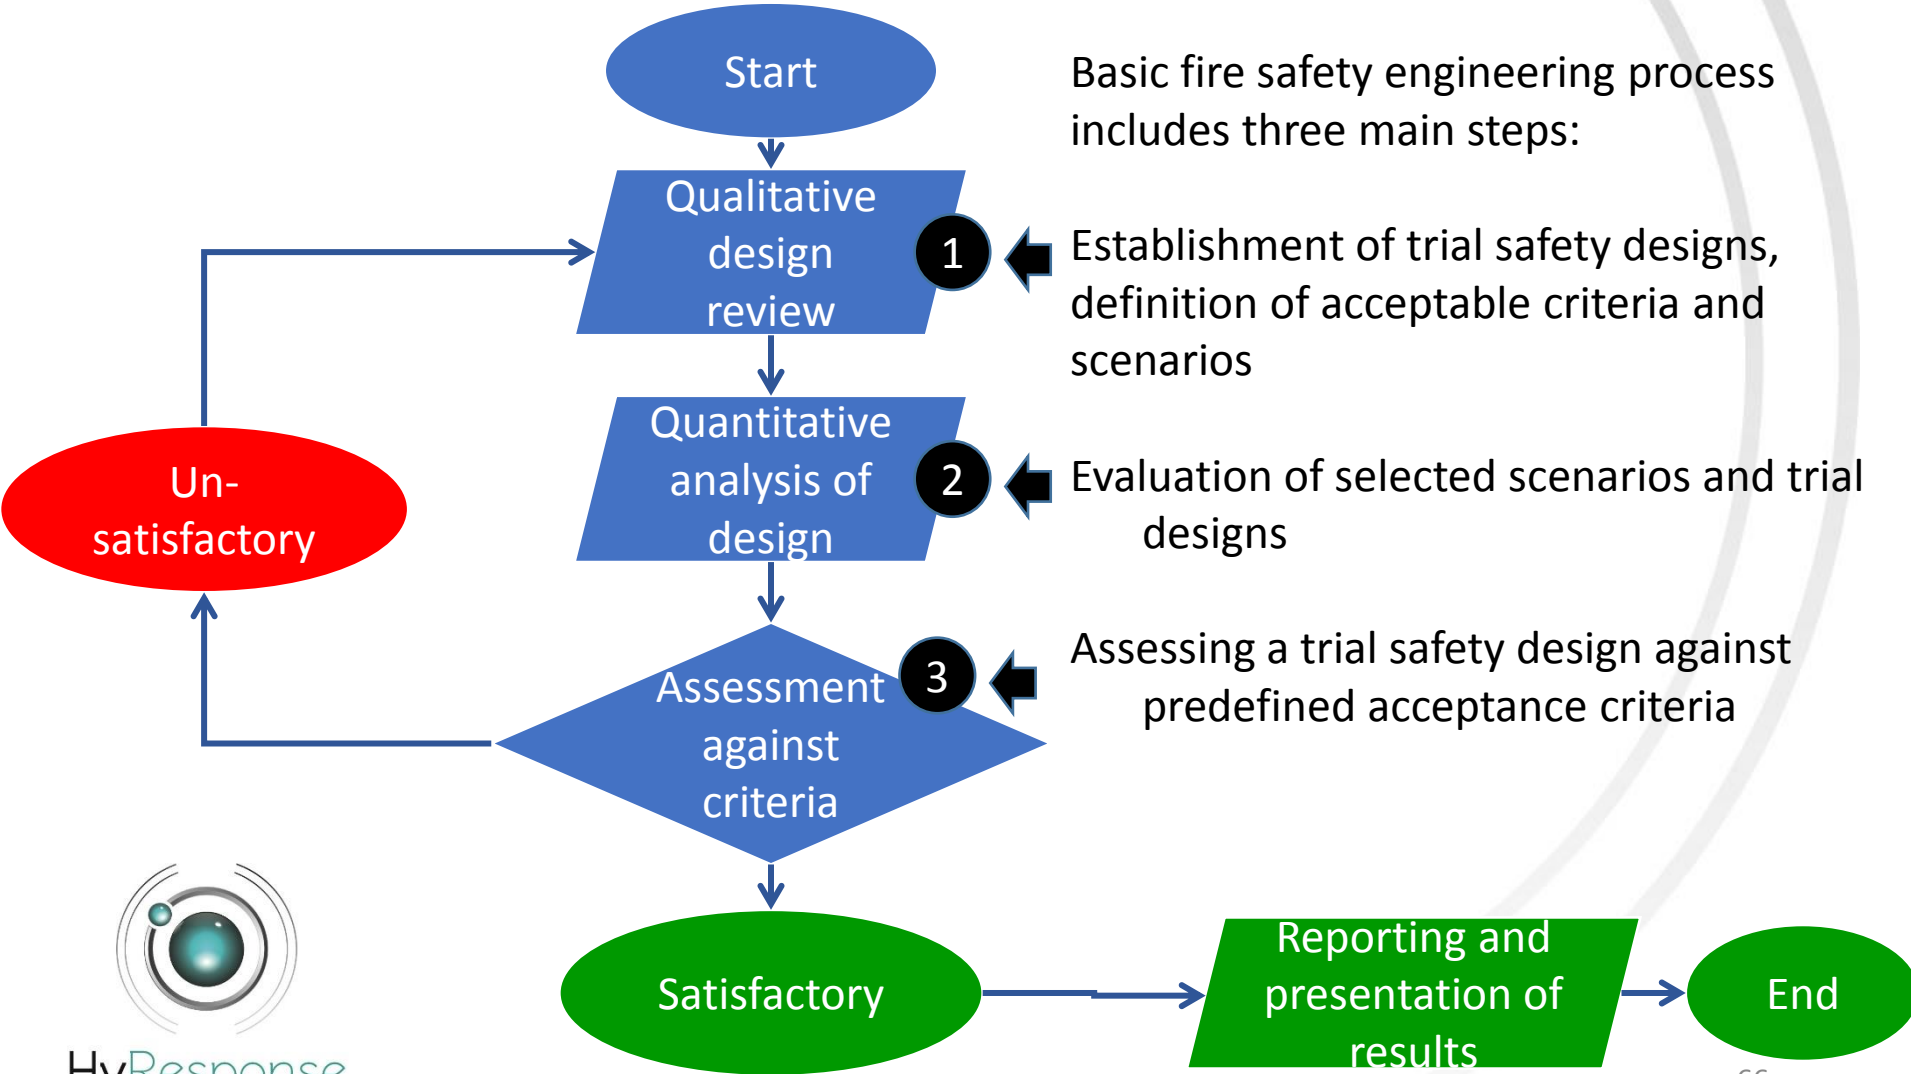 Start
Basic fire safety engineering process
includes three main steps:
Qualitative
design
review
1
Establishment of trial safety designs,
definition of acceptable criteria and
scenarios
Quantitative
analysis of
design
2
Evaluation of selected scenarios and trial
designs
Un-
satisfactory
3
Assessing a trial safety design against
predefined acceptance criteria
Assessment
against
criteria
Satisfactory
Reporting and
presentation of
results
End
HyResponse